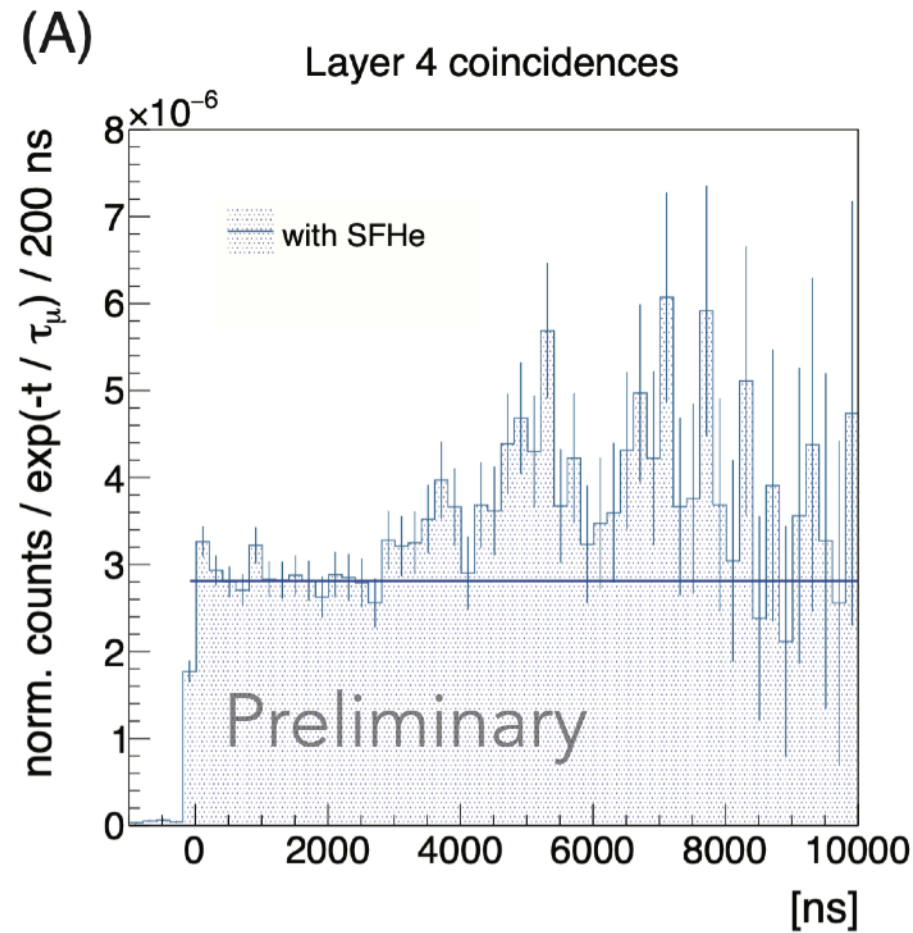 (A)
Layer 4 coincidences
×10⁻⁶
norm. counts / exp(-t / τμ) / 200 ns
8
7
with SFHe
6
5
4
3
2
Preliminary
1
0
0 2000 4000 6000 8000 10000
[ns]